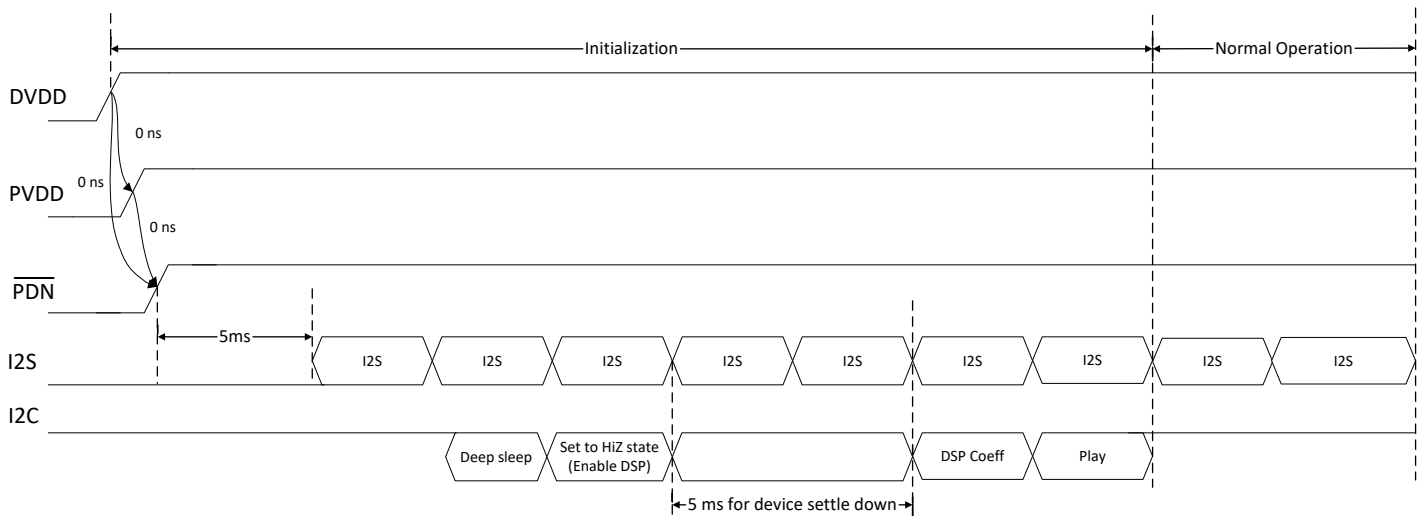 Initialization
Normal Operation
DVDD
0 ns
0 ns
PVDD
0 ns
PDN
5ms
I2S
I2S
I2S
I2S
I2S
I2S
I2S
I2S
I2S
I2S
I2C
Deep sleep
Set to HiZ state
(Enable DSP)
DSP Coeff
Play
5 ms for device settle down